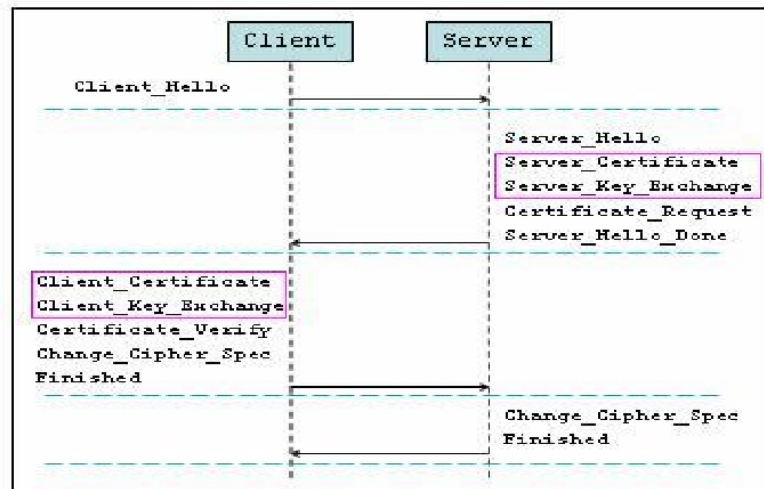 Client
Server
Client_Hello
Server_Hello
Server_Certificate
Server_Key_Exchange
Certificate_Request
Server_Hello_Done
Client_Certificate
Client_Key_Exchange
Certificate_Verify
Change_Cipher_Spec
Finished
Change_Cipher_Spec
Finished